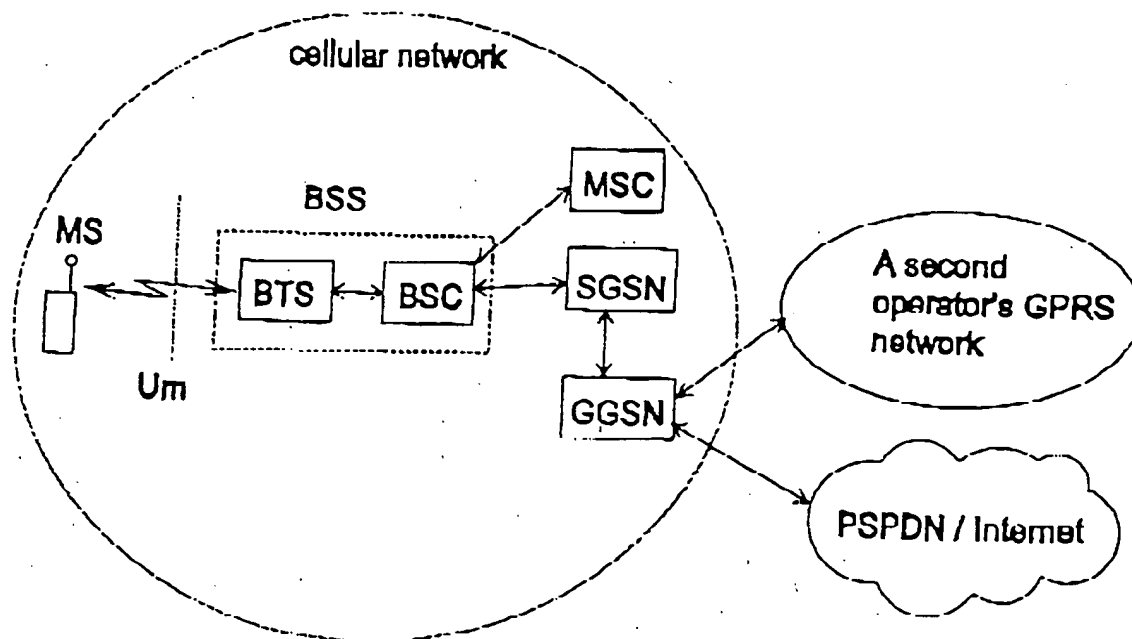 cellular network
MSC
BSS
MS
BTS
BSC
SGSN
A second
operator's GPRS
network
Um
GGSN
PSPDN / Internet